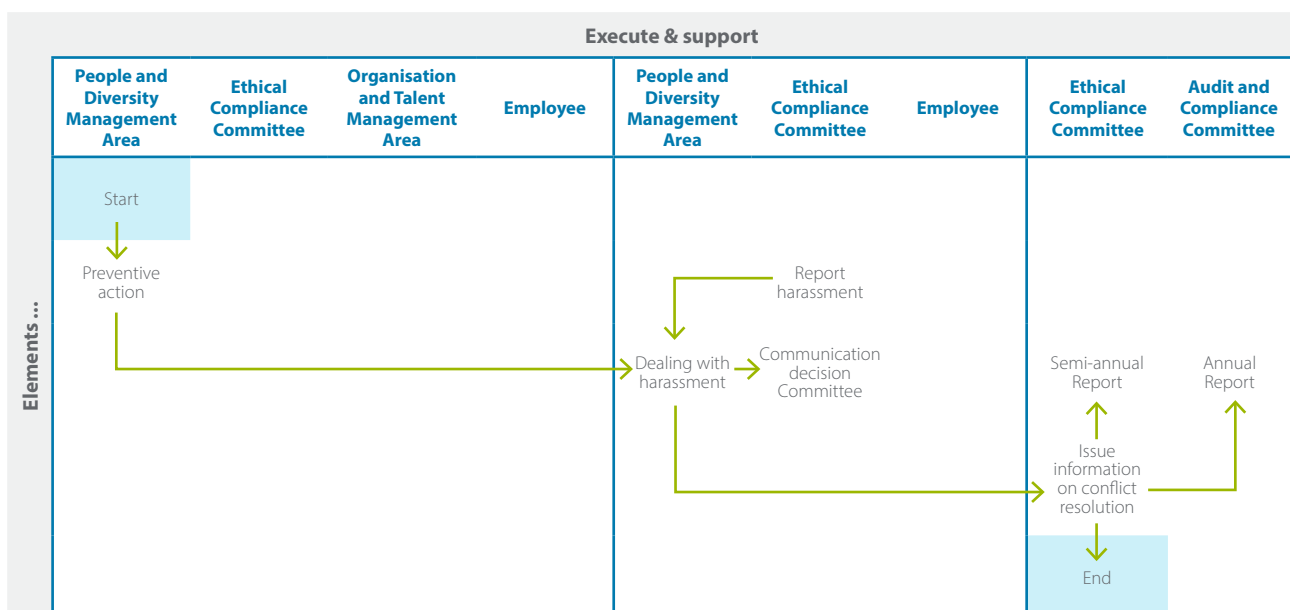 Execute & support
People and
Diversity
Management
Area
Ethical
Compliance
Committee
Organisation
and Talent
Management
Area
Employee
People and
Diversity
Management
Area
Ethical
Compliance
Committee
Employee
Ethical
Compliance
Committee
Audit and
Compliance
Committee
Elements ...
Start
Preventive
action
Report
harassment
Dealing with
harassment
Communication
decision
Committee
Semi-annual
Report
Annual
Report
Issue
information
on conflict
resolution
End